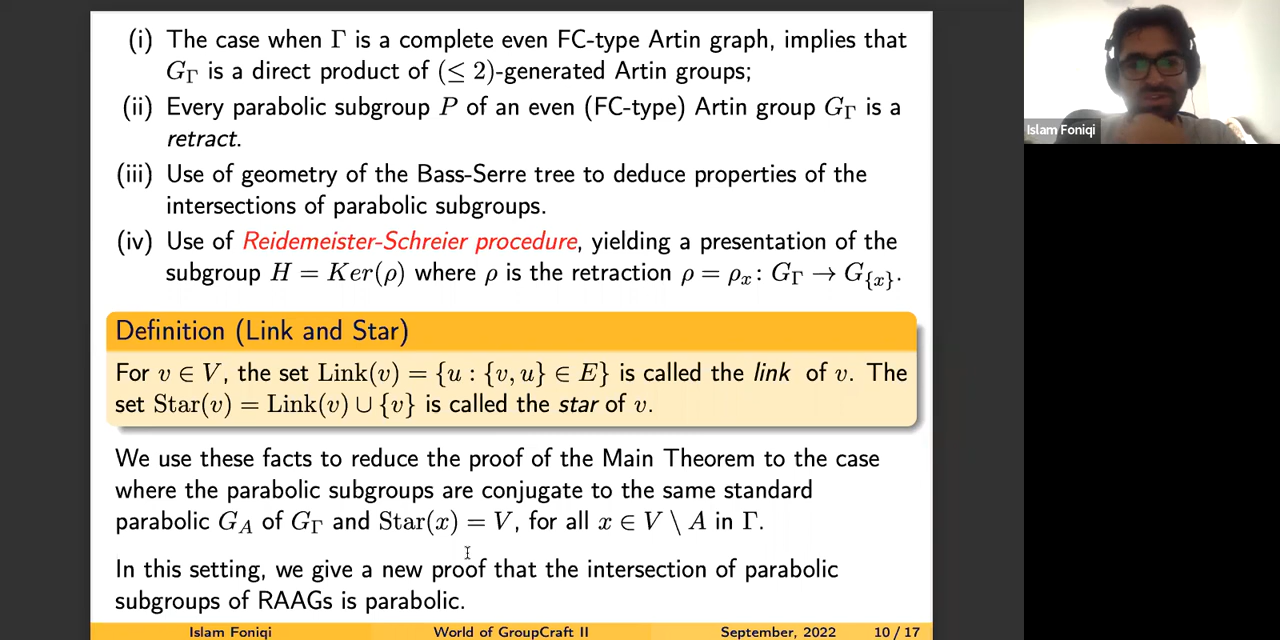 (i) The case when Γ is a complete even FC-type Artin graph, implies that
G_Γ is a direct product of (≤ 2)-generated Artin groups;
(ii) Every parabolic subgroup P of an even (FC-type) Artin group G_Γ is a
retract.
(iii) Use of geometry of the Bass-Serre tree to deduce properties of the
intersections of parabolic subgroups.
(iv) Use of Reidemeister-Schreier procedure, yielding a presentation of the
subgroup H = Ker(ρ) where ρ is the retraction ρ = ρ_x : G_Γ → G_{x}.
Definition (Link and Star)
For v ∈ V, the set Link(v) = {u : {v, u} ∈ E} is called the link of v. The
set Star(v) = Link(v) ∪ {v} is called the star of v.
We use these facts to reduce the proof of the Main Theorem to the case
where the parabolic subgroups are conjugate to the same standard
parabolic G_A of G_Γ and Star(x) = V, for all x ∈ V \ A in Γ.
In this setting, we give a new proof that the intersection of parabolic
subgroups of RAAGs is parabolic.
Islam Foniqi World of GroupCraft II September, 2022 10 / 17
Islam Foniqi